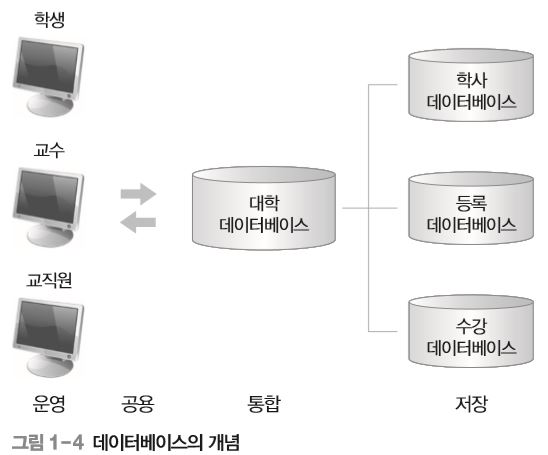 학생
교수
교직원
대학
데이터베이스
학사
데이터베이스
등록
데이터베이스
수강
데이터베이스
운영 공용 통합 저장
그림 1-4 데이터베이스의 개념